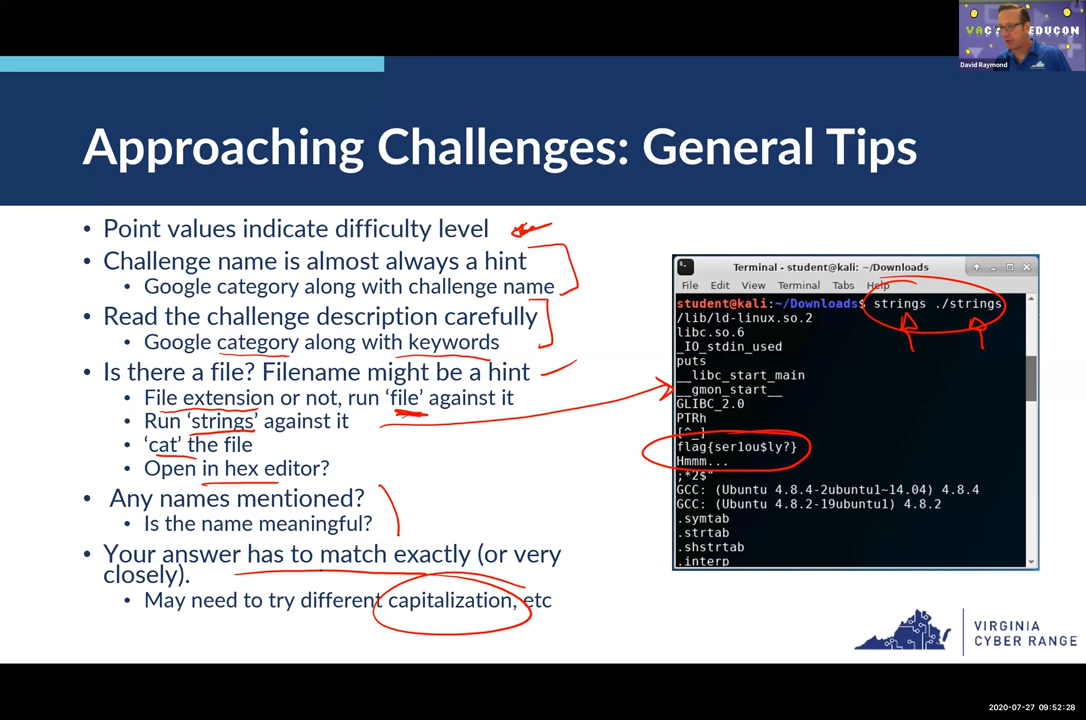 VACYBEREDUCON
David Raymond
Approaching Challenges: General Tips
• Point values indicate difficulty level
• Challenge name is almost always a hint
• Google category along with challenge name
• Read the challenge description carefully
• Google category along with keywords
• Is there a file? Filename might be a hint
• File extension or not, run ‘file’ against it
• Run ‘strings’ against it
• ‘cat’ the file
• Open in hex editor?
• Any names mentioned?
• Is the name meaningful?
• Your answer has to match exactly (or very
closely).
• May need to try different capitalization, etc
Terminal - student@kali: ~/Downloads
File Edit View Terminal Tabs Help
student@kali:~/Downloads$ strings ./strings
/lib/ld-linux.so.2
libc.so.6
_IO_stdin_used
puts
__libc_start_main
__gmon_start__
GLIBC_2.0
PTRh
[^_]
flag{ser1ou$ly?}
Hmmm...
;*2$"
GCC: (Ubuntu 4.8.4-2ubuntu1~14.04) 4.8.4
GCC: (Ubuntu 4.8.2-19ubuntu1) 4.8.2
.symtab
.strtab
.shstrtab
.interp
VIRGINIA
CYBER RANGE
2020-07-27 09:52:28